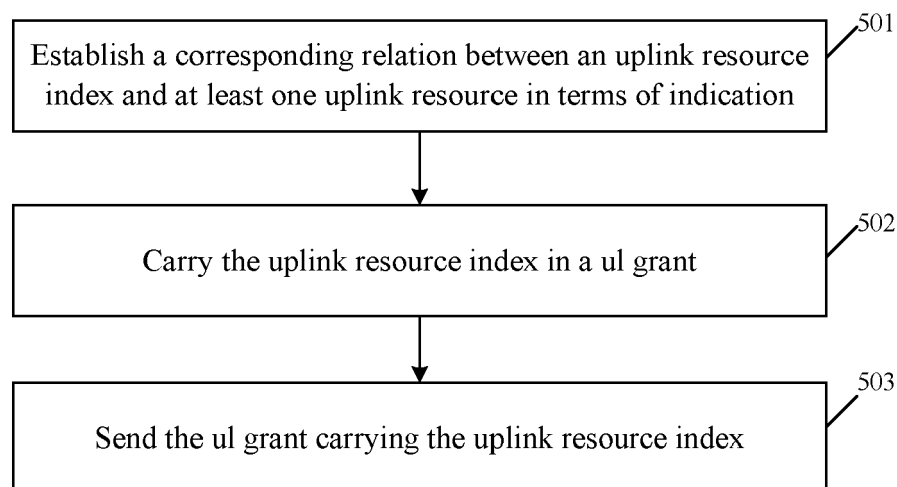 501
Establish a corresponding relation between an uplink resource
index and at least one uplink resource in terms of indication
502
Carry the uplink resource index in a ul grant
503
Send the ul grant carrying the uplink resource index